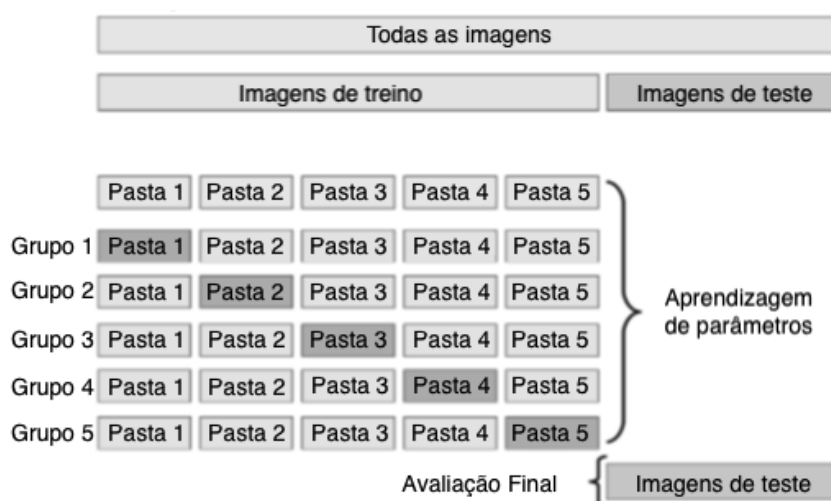 Todas as imagens
Imagens de treino Imagens de teste
Pasta 1 Pasta 2 Pasta 3 Pasta 4 Pasta 5
Grupo 1 Pasta 1 Pasta 2 Pasta 3 Pasta 4 Pasta 5
Grupo 2 Pasta 1 Pasta 2 Pasta 3 Pasta 4 Pasta 5
Grupo 3 Pasta 1 Pasta 2 Pasta 3 Pasta 4 Pasta 5
Grupo 4 Pasta 1 Pasta 2 Pasta 3 Pasta 4 Pasta 5
Grupo 5 Pasta 1 Pasta 2 Pasta 3 Pasta 4 Pasta 5
Aprendizagem
de parâmetros
Avaliação Final Imagens de teste